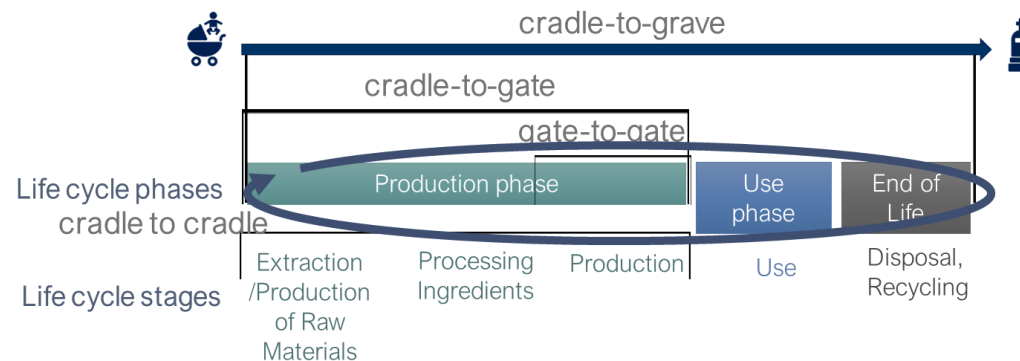 cradle-to-grave
cradle-to-gate
gate-to-gate
Life cycle phases
Production phase
Use
phase
End of
Life
cradle to cradle
Life cycle stages
Extraction
/Production
of Raw
Materials
Processing
Ingredients
Production
Use
Disposal,
Recycling